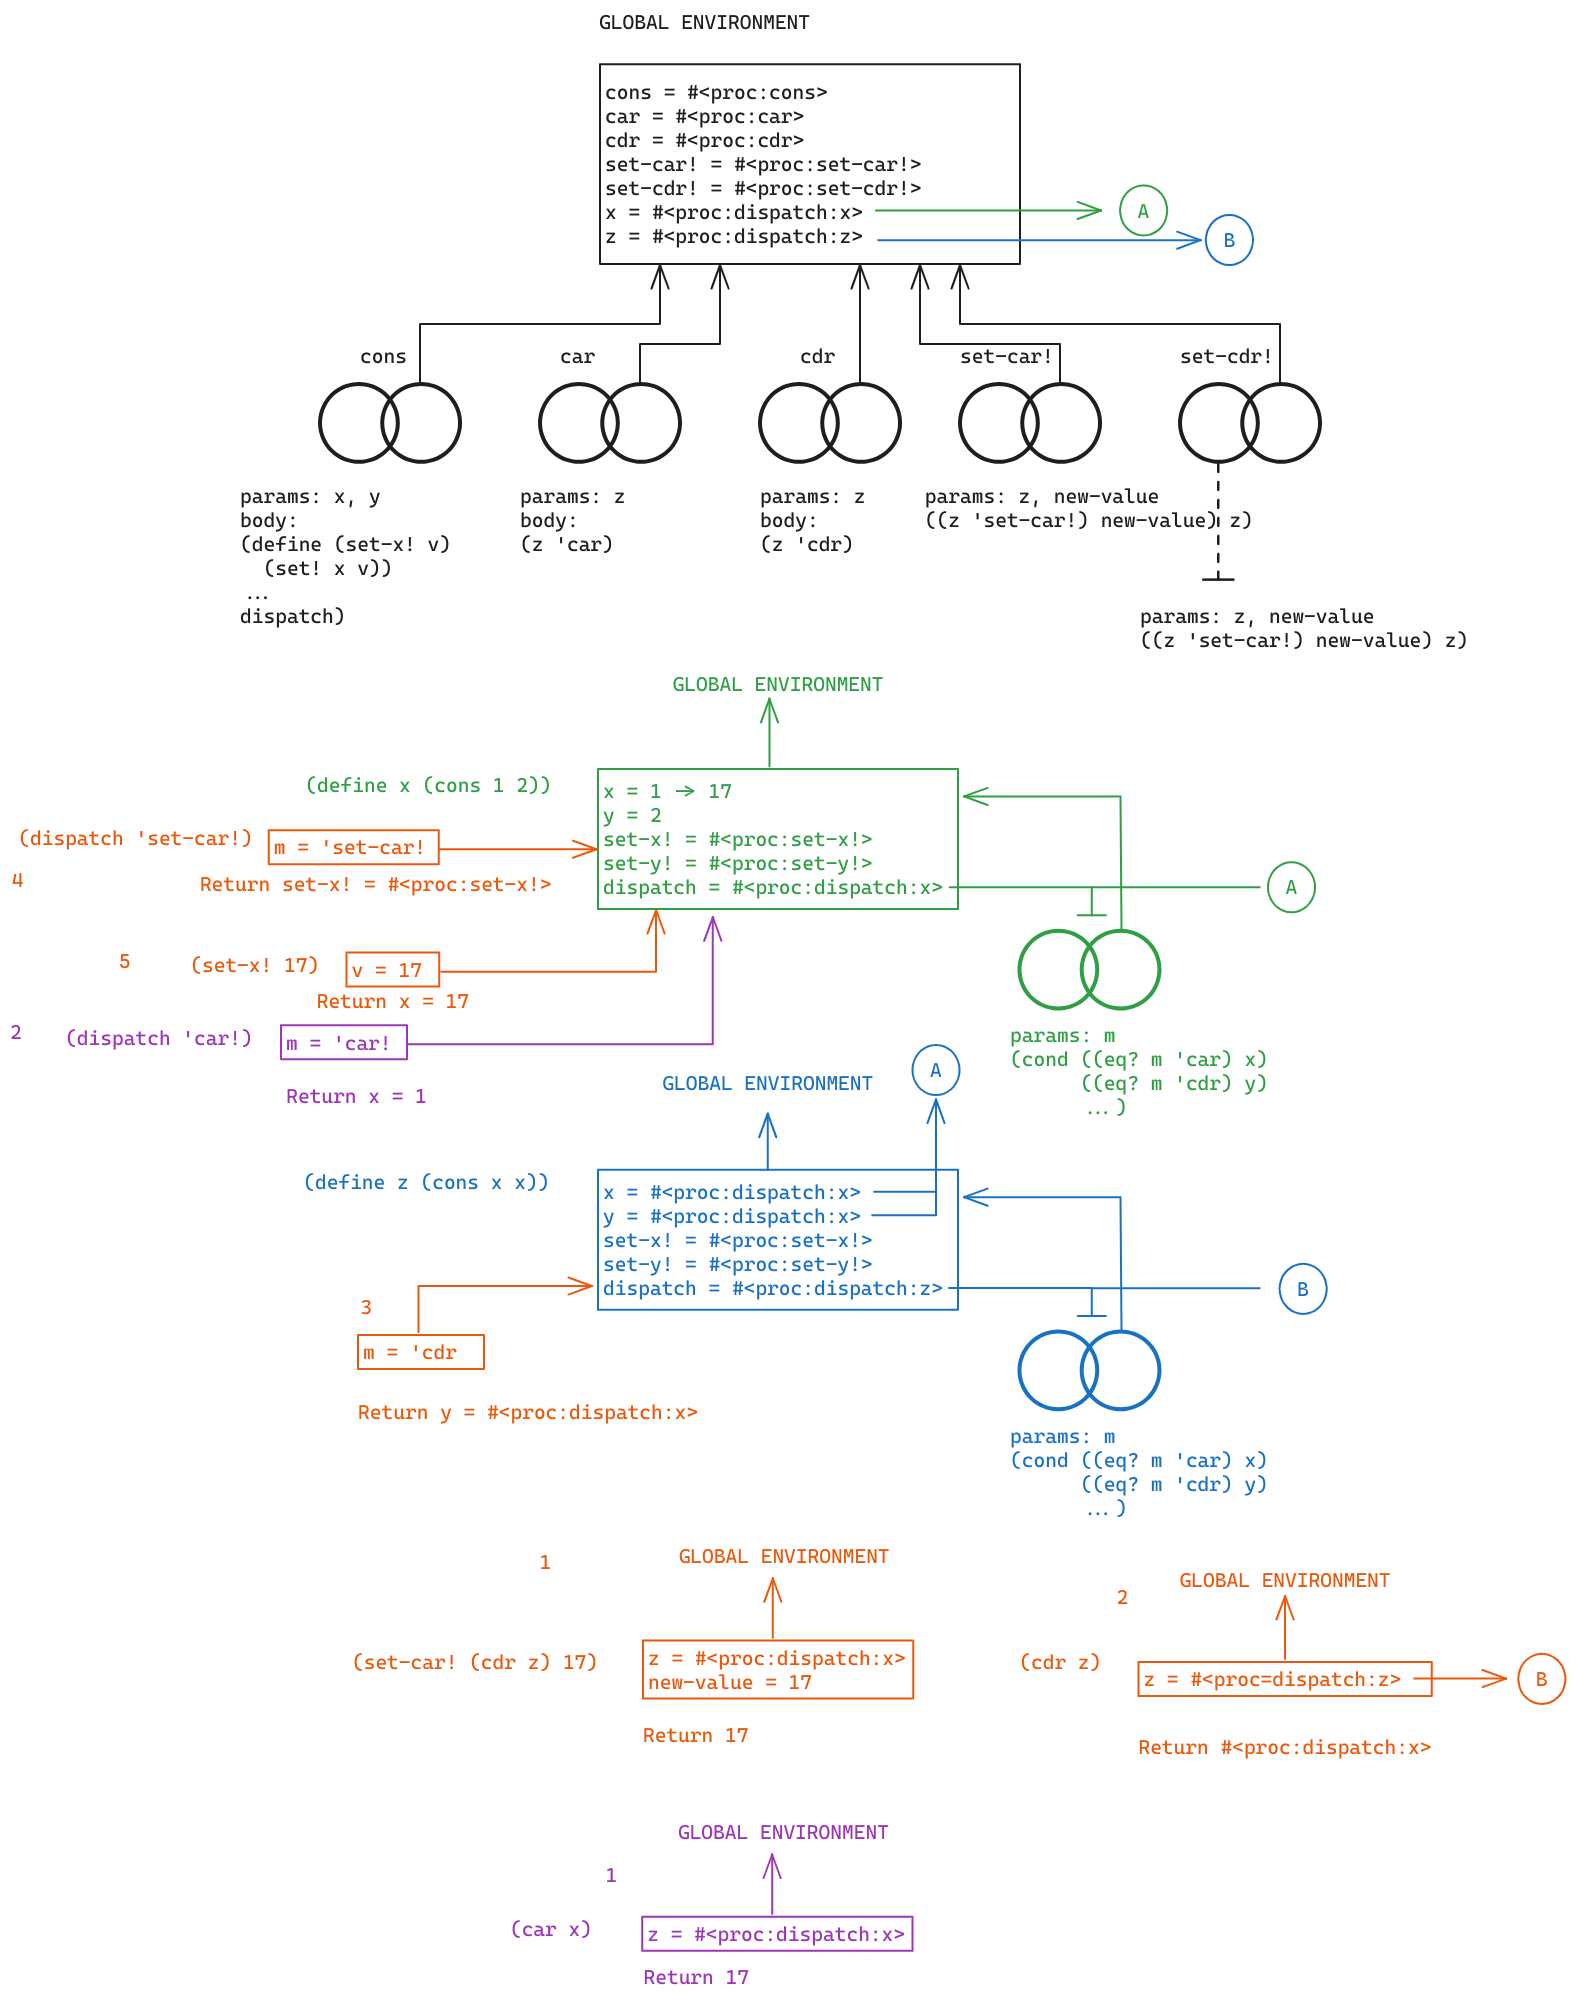 GLOBAL ENVIRONMENT
cons = #<proc:cons>
car = #<proc:car>
cdr = #<proc:cdr>
set-car! = #<proc:set-car!>
set-cdr! = #<proc:set-cdr!>
x = #<proc:dispatch:x>
A
z = #<proc:dispatch:z>
B
cons
car
cdr
set-car!
set-cdr!
params: x, y
body:
(define (set-x! v)
(set! x v))
...
dispatch)
params: z
body:
(z 'car)
params: z
body:
(z 'cdr)
params: z, new-value
((z 'set-car!) new-value) z)
params: z, new-value
((z 'set-car!) new-value) z)
GLOBAL ENVIRONMENT
(define x (cons 1 2))
x = 1 -> 17
y = 2
set-x! = #<proc:set-x!>
set-y! = #<proc:set-y!>
dispatch = #<proc:dispatch:x>
A
(dispatch 'set-car!)
m = 'set-car!
4
Return set-x! = #<proc:set-x!>
5
(set-x! 17)
v = 17
Return x = 17
2
(dispatch 'car!)
m = 'car!
Return x = 1
params: m
(cond ((eq? m 'car) x)
((eq? m 'cdr) y)
...)
GLOBAL ENVIRONMENT
A
(define z (cons x x))
x = #<proc:dispatch:x>
y = #<proc:dispatch:x>
set-x! = #<proc:set-x!>
set-y! = #<proc:set-y!>
dispatch = #<proc:dispatch:z>
B
3
m = 'cdr
Return y = #<proc:dispatch:x>
params: m
(cond ((eq? m 'car) x)
((eq? m 'cdr) y)
...)
1
GLOBAL ENVIRONMENT
(set-car! (cdr z) 17)
z = #<proc:dispatch:x>
new-value = 17
Return 17
2
GLOBAL ENVIRONMENT
(cdr z)
z = #<proc=dispatch:z>
B
Return #<proc:dispatch:x>
GLOBAL ENVIRONMENT
1
(car x)
z = #<proc:dispatch:x>
Return 17